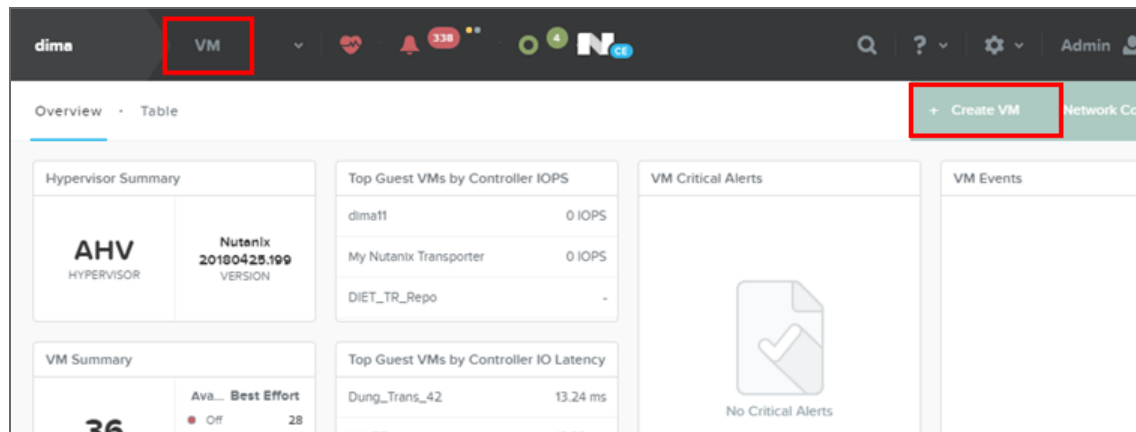 dima VM 338 4 N CE ? Admin
Overview · Table + Create VM Network Co
Hypervisor Summary
AHV
HYPERVISOR
Nutanix
20180425.199
VERSION
Top Guest VMs by Controller IOPS
dima11 0 IOPS
My Nutanix Transporter 0 IOPS
DIET_TR_Repo -
VM Critical Alerts
No Critical Alerts
VM Events
VM Summary
36
Ava... Best Effort
Off 28
Top Guest VMs by Controller IO Latency
Dung_Trans_42 13.24 ms